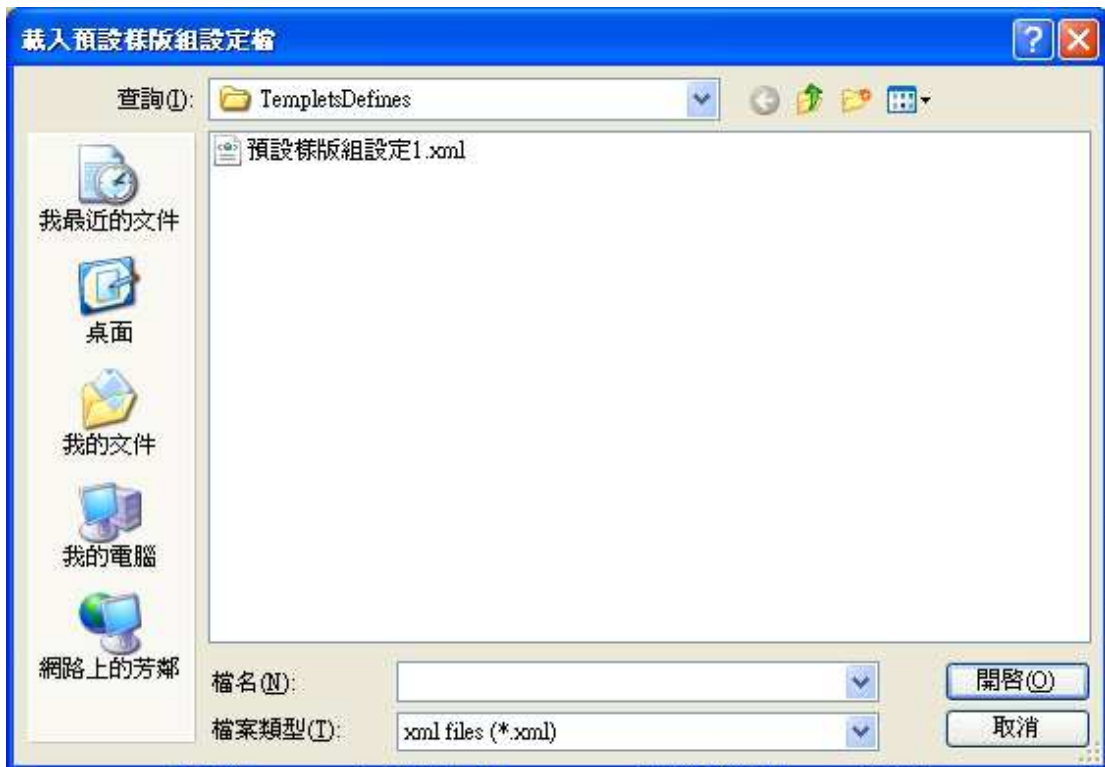 載入預設樣版組設定檔
查詢(I):
TempletsDefines
預設樣版組設定1.xml
我最近的文件
桌面
我的文件
我的電腦
網路上的芳鄰
檔名(N):
開啓(O)
檔案類型(T):
xml files (*.xml)
取消